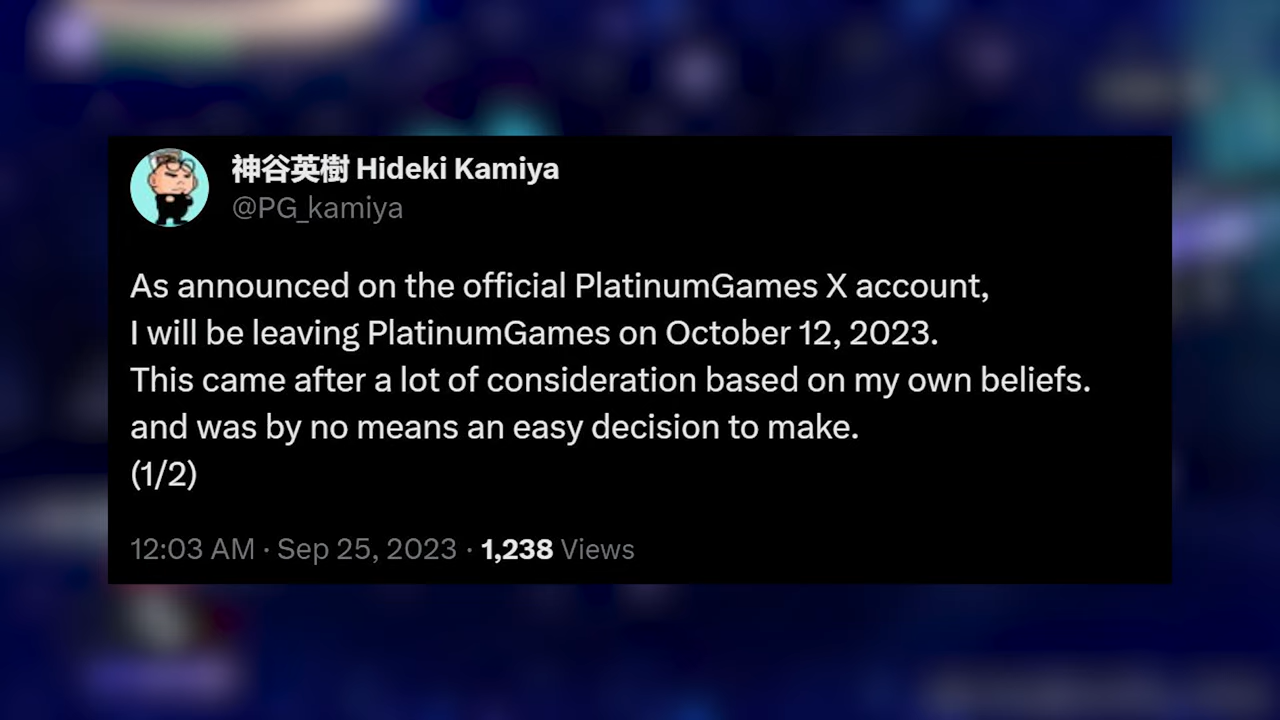 神谷英樹 Hideki Kamiya
@PG_kamiya
As announced on the official PlatinumGames X account,
I will be leaving PlatinumGames on October 12, 2023.
This came after a lot of consideration based on my own beliefs.
and was by no means an easy decision to make.
(1/2)
12:03 AM · Sep 25, 2023 · 1,238 Views